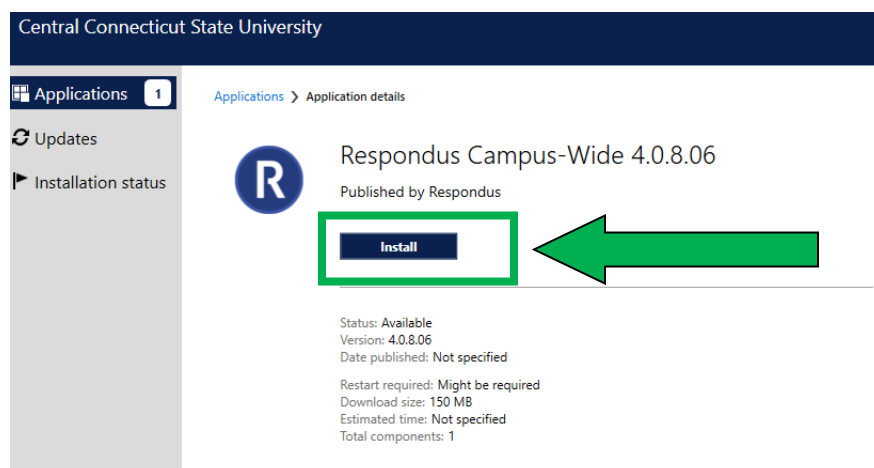 Central Connecticut State University
Applications 1
Updates
Installation status
Applications ❯ Application details
R
Respondus Campus-Wide 4.0.8.06
Published by Respondus
Install
Status: Available
Version: 4.0.8.06
Date published: Not specified
Restart required: Might be required
Download size: 150 MB
Estimated time: Not specified
Total components: 1